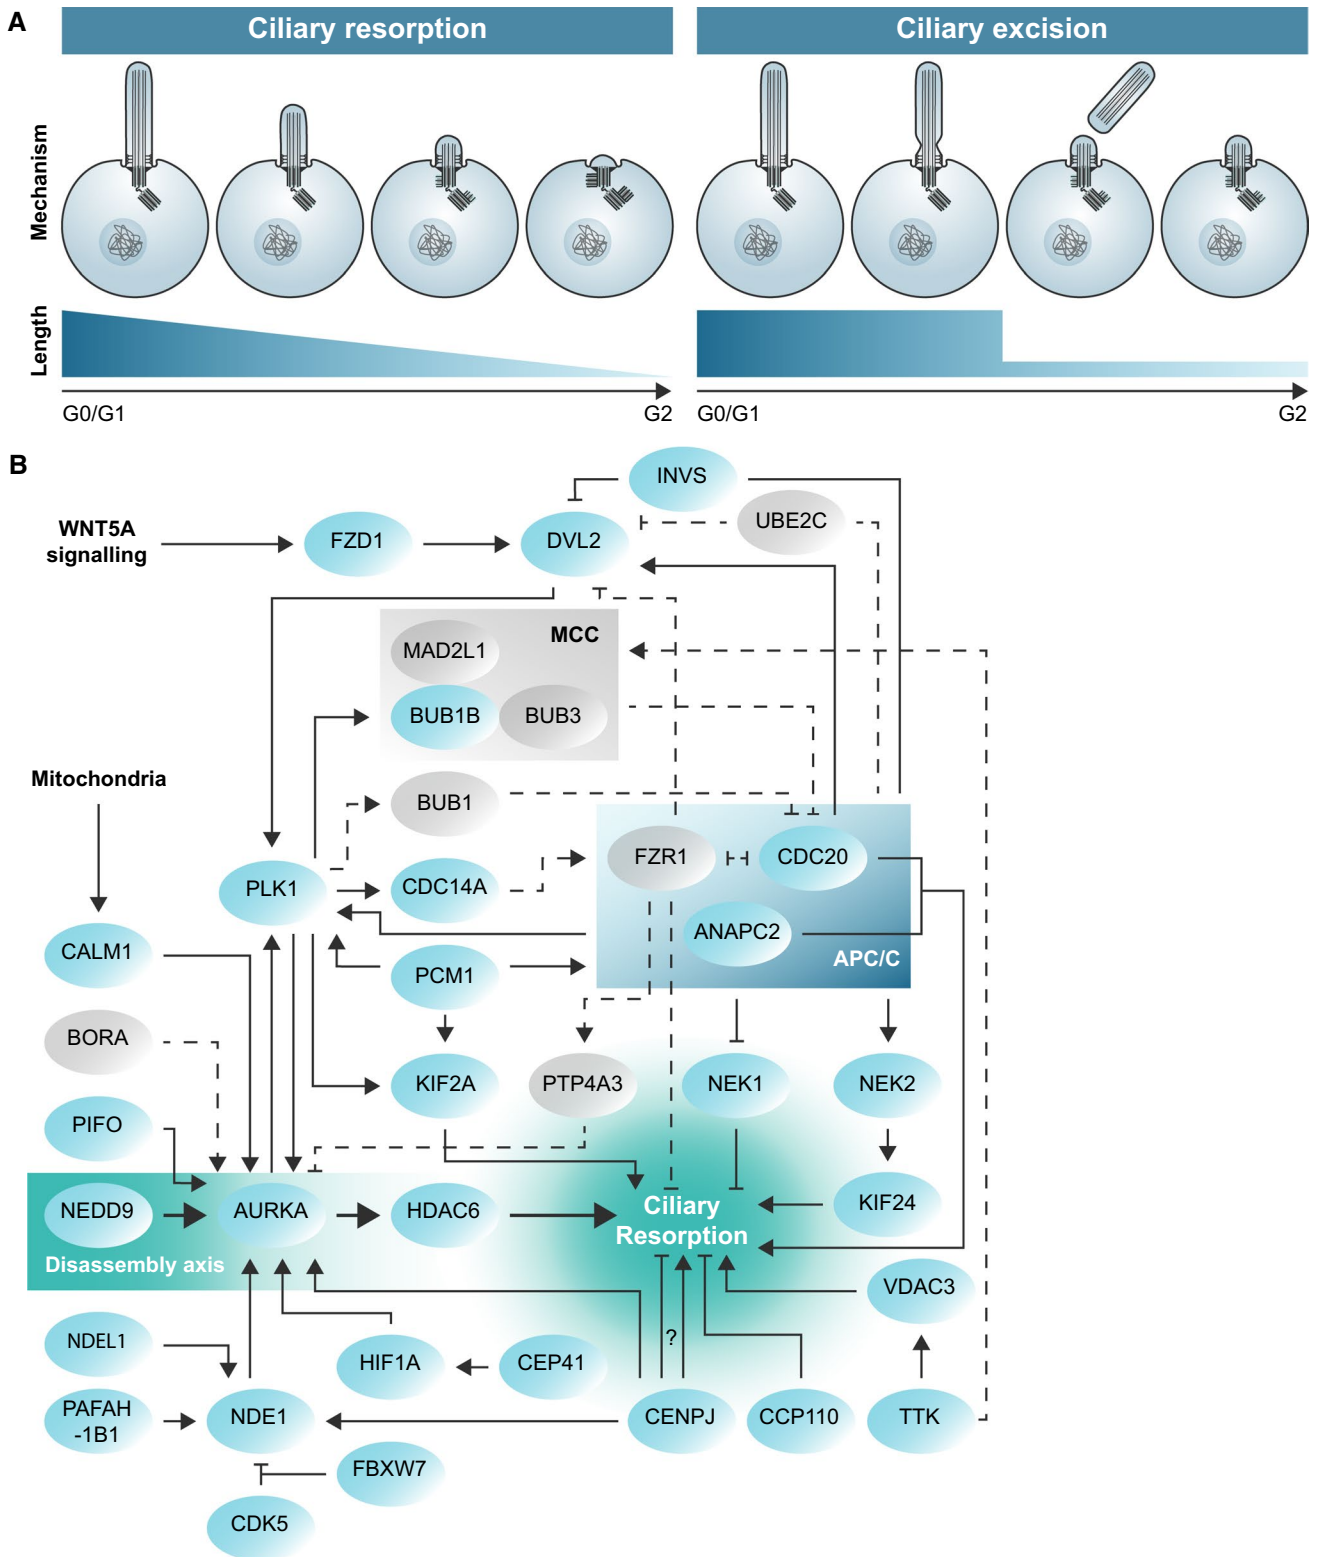 A
Ciliary resorption
Ciliary excision
Mechanism
Length
G0/G1
G2
G0/G1
G2
B
INVS
UBE2C
WNT5A
signalling
FZD1
DVL2
MCC
MAD2L1
BUB1B
BUB3
Mitochondria
BUB1
FZR1
CDC20
PLK1
CDC14A
ANAPC2
APC/C
CALM1
PCM1
BORA
KIF2A
PTP4A3
NEK1
NEK2
PIFO
NEDD9
AURKA
HDAC6
Ciliary
Resorption
KIF24
Disassembly axis
VDAC3
NDEL1
HIF1A
CEP41
?
PAFAH
-1B1
NDE1
CENPJ
CCP110
TTK
FBXW7
CDK5